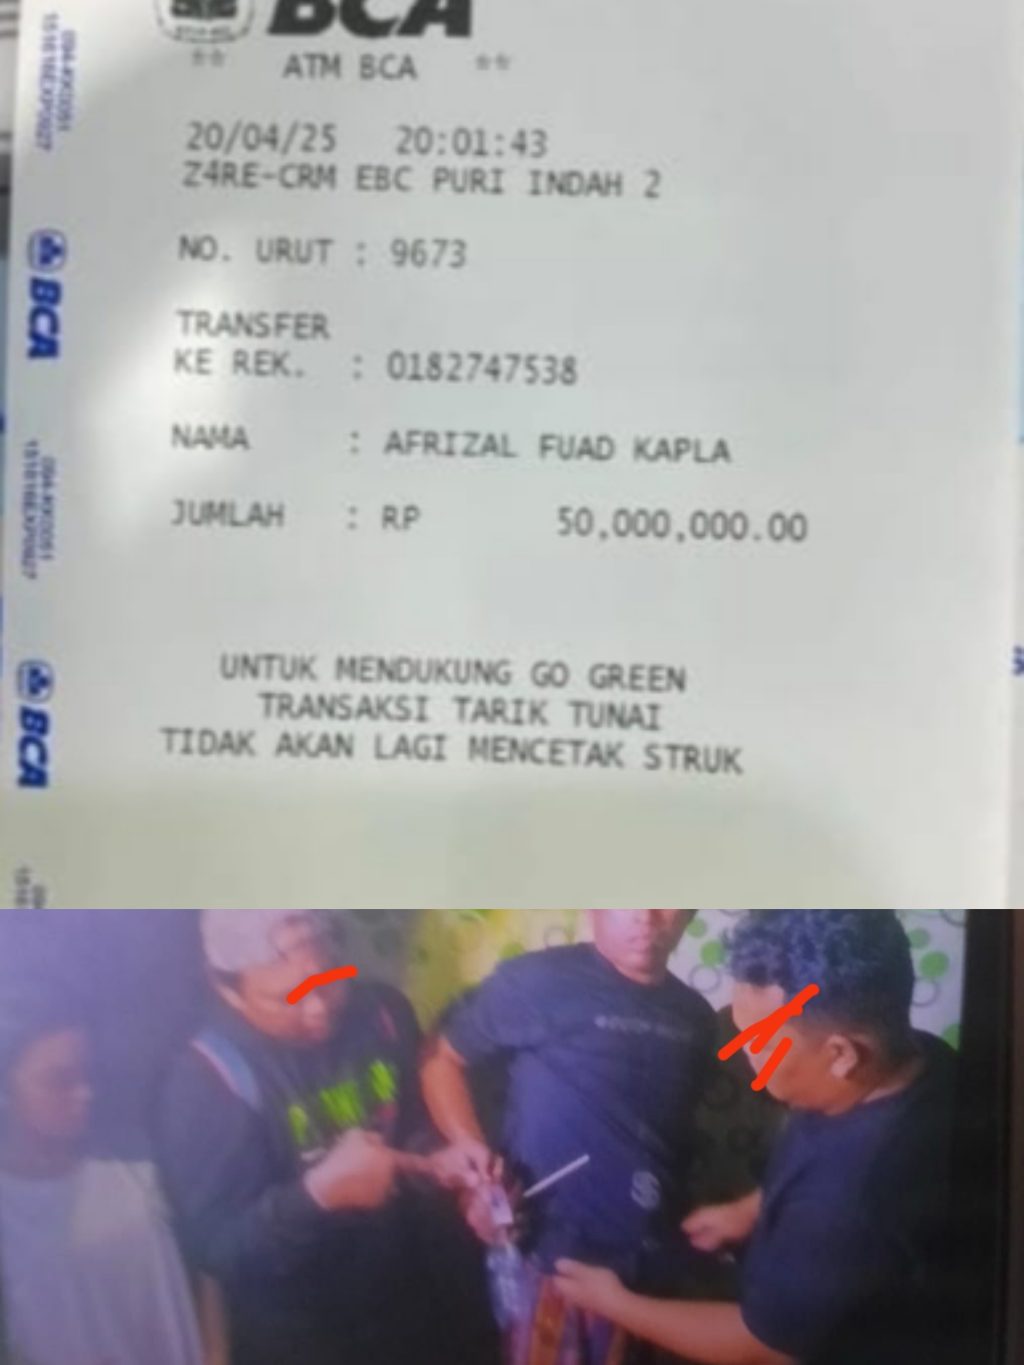 BCA
** ATM BCA **
20/04/25 20:01:43
Z4RE-CRM EBC PURI INDAH 2
NO. URUT : 9673
TRANSFER
KE REK. : 0182747538
NAMA : AFRIZAL FUAD KAPLA
JUMLAH : RP 50,000,000.00
UNTUK MENDUKUNG GO GREEN
TRANSAKSI TARIK TUNAI
TIDAK AKAN LAGI MENCETAK STRUK
BCA
BCA